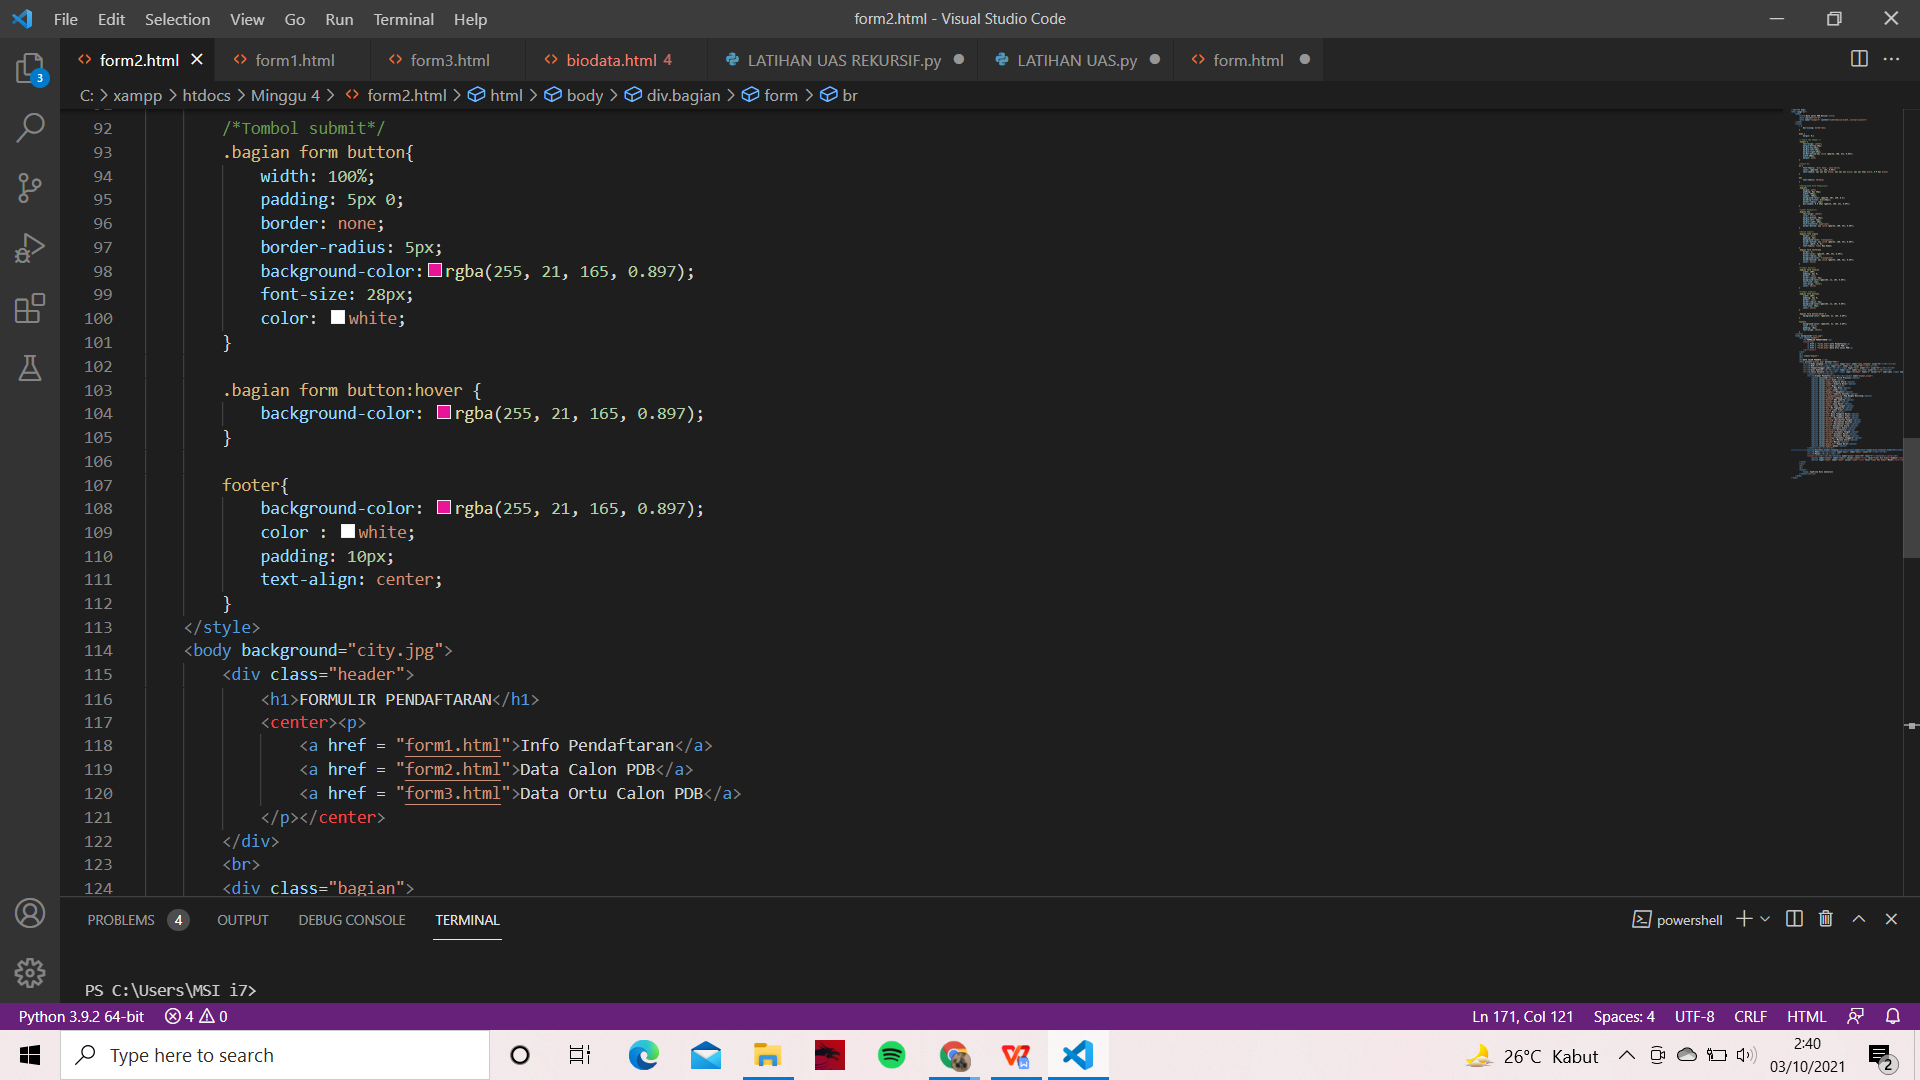 File Edit Selection View Go Run Terminal Help form2.html - Visual Studio Code
3
form2.html form1.html form3.html biodata.html 4 LATIHAN UAS REKURSIF.py LATIHAN UAS.py form.html
C: > xampp > htdocs > Minggu 4 > form2.html > html > body > div.bagian > form > br
92 /*Tombol submit*/
93 .bagian form button{
94 width: 100%;
95 padding: 5px 0;
96 border: none;
97 border-radius: 5px;
98 background-color: rgba(255, 21, 165, 0.897);
99 font-size: 28px;
100 color: white;
101 }
102
103 .bagian form button:hover {
104 background-color: rgba(255, 21, 165, 0.897);
105 }
106
107 footer{
108 background-color: rgba(255, 21, 165, 0.897);
109 color : white;
110 padding: 10px;
111 text-align: center;
112 }
113 </style>
114 <body background="city.jpg">
115 <div class="header">
116 <h1>FORMULIR PENDAFTARAN</h1>
117 <center><p>
118 <a href = "form1.html">Info Pendaftaran</a>
119 <a href = "form2.html">Data Calon PDB</a>
120 <a href = "form3.html">Data Ortu Calon PDB</a>
121 </p></center>
122 </div>
123 <br>
124 <div class="bagian">
PROBLEMS 4 OUTPUT DEBUG CONSOLE TERMINAL powershell
PS C:\Users\MSI i7>
Python 3.9.2 64-bit 4 0 Ln 171, Col 121 Spaces: 4 UTF-8 CRLF HTML
Type here to search 26°C Kabut 2:40
03/10/2021
2